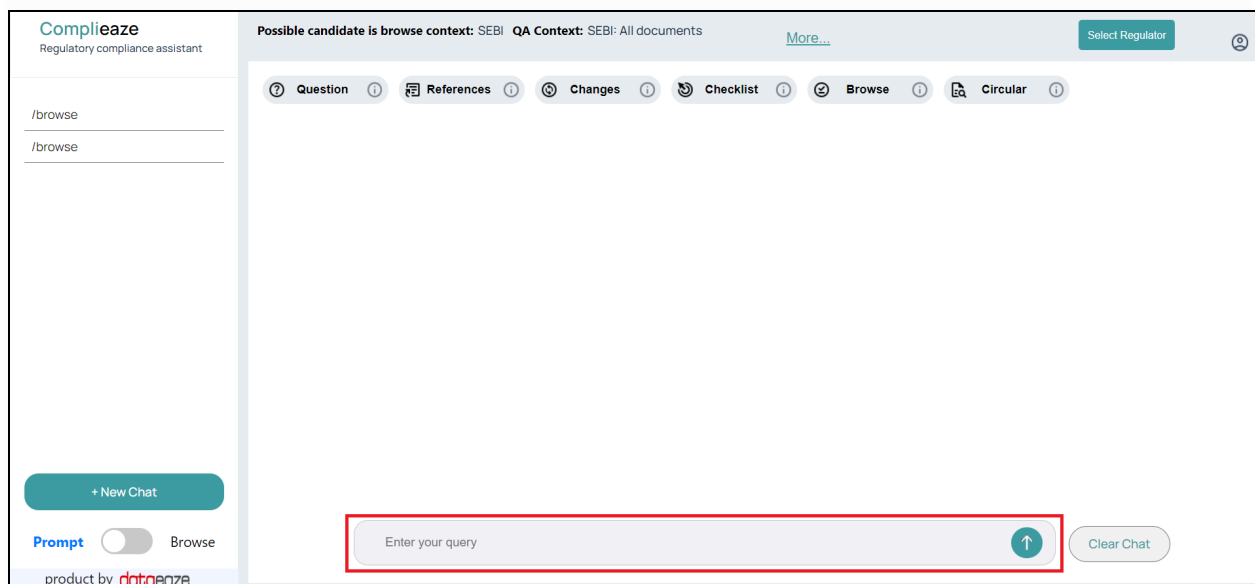 Complieaze
Regulatory compliance assistant
Possible candidate is browse context: SEBI QA Context: SEBI: All documents
More...
Select Regulator
Question
References
Changes
Checklist
Browse
Circular
/browse
/browse
+ New Chat
Prompt
Browse
Enter your query
Clear Chat
product by dataeaze